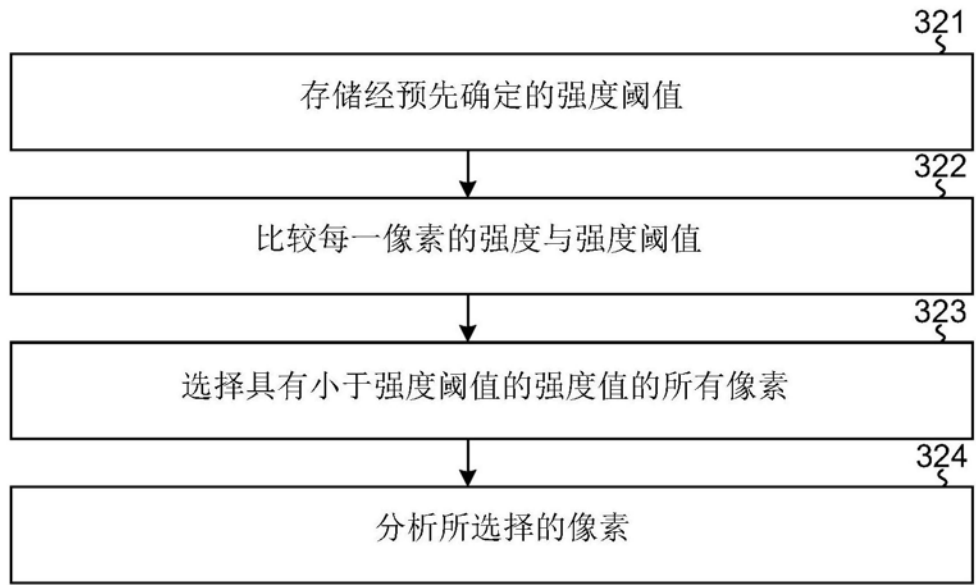 321
存储经预先确定的强度阈值
322
比较每一像素的强度与强度阈值
323
选择具有小于强度阈值的强度值的所有像素
324
分析所选择的像素